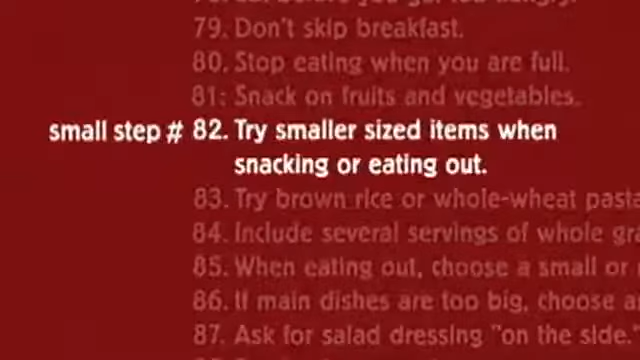 79. Don't skip breakfast.
80. Stop eating when you are full.
81: Snack on fruits and vegetables.
small step # 82. Try smaller sized items when
snacking or eating out.
83. Try brown rice or whole-wheat pasta
84. Include several servings of whole gra
85. When eating out, choose a small or
86. If main dishes are too big, choose a
87. Ask for salad dressing "on the side."